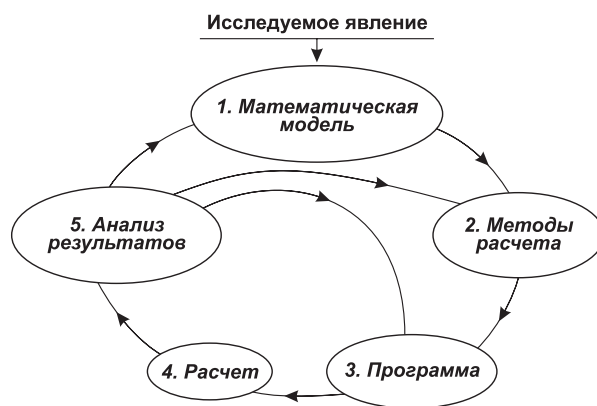 Исследуемое явление
1. Математическая
модель
5. Анализ
результатов
2. Методы
расчета
4. Расчет
3. Программа